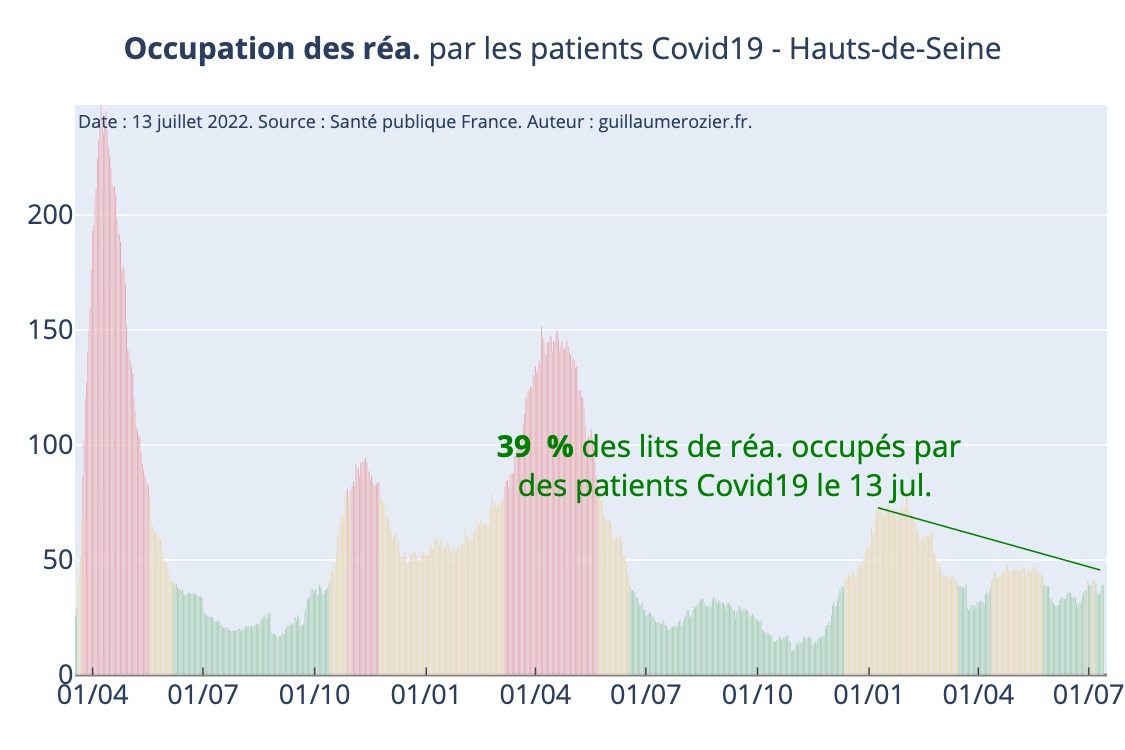 Occupation des réa. par les patients Covid19 - Hauts-de-Seine
Date : 13 juillet 2022. Source : Santé publique France. Auteur : guillaumerozier.fr.
200
150
100
50
0
39 % des lits de réa. occupés par
des patients Covid19 le 13 jul.
01/04 01/07 01/10 01/01 01/04 01/07 01/10 01/01 01/04 01/07